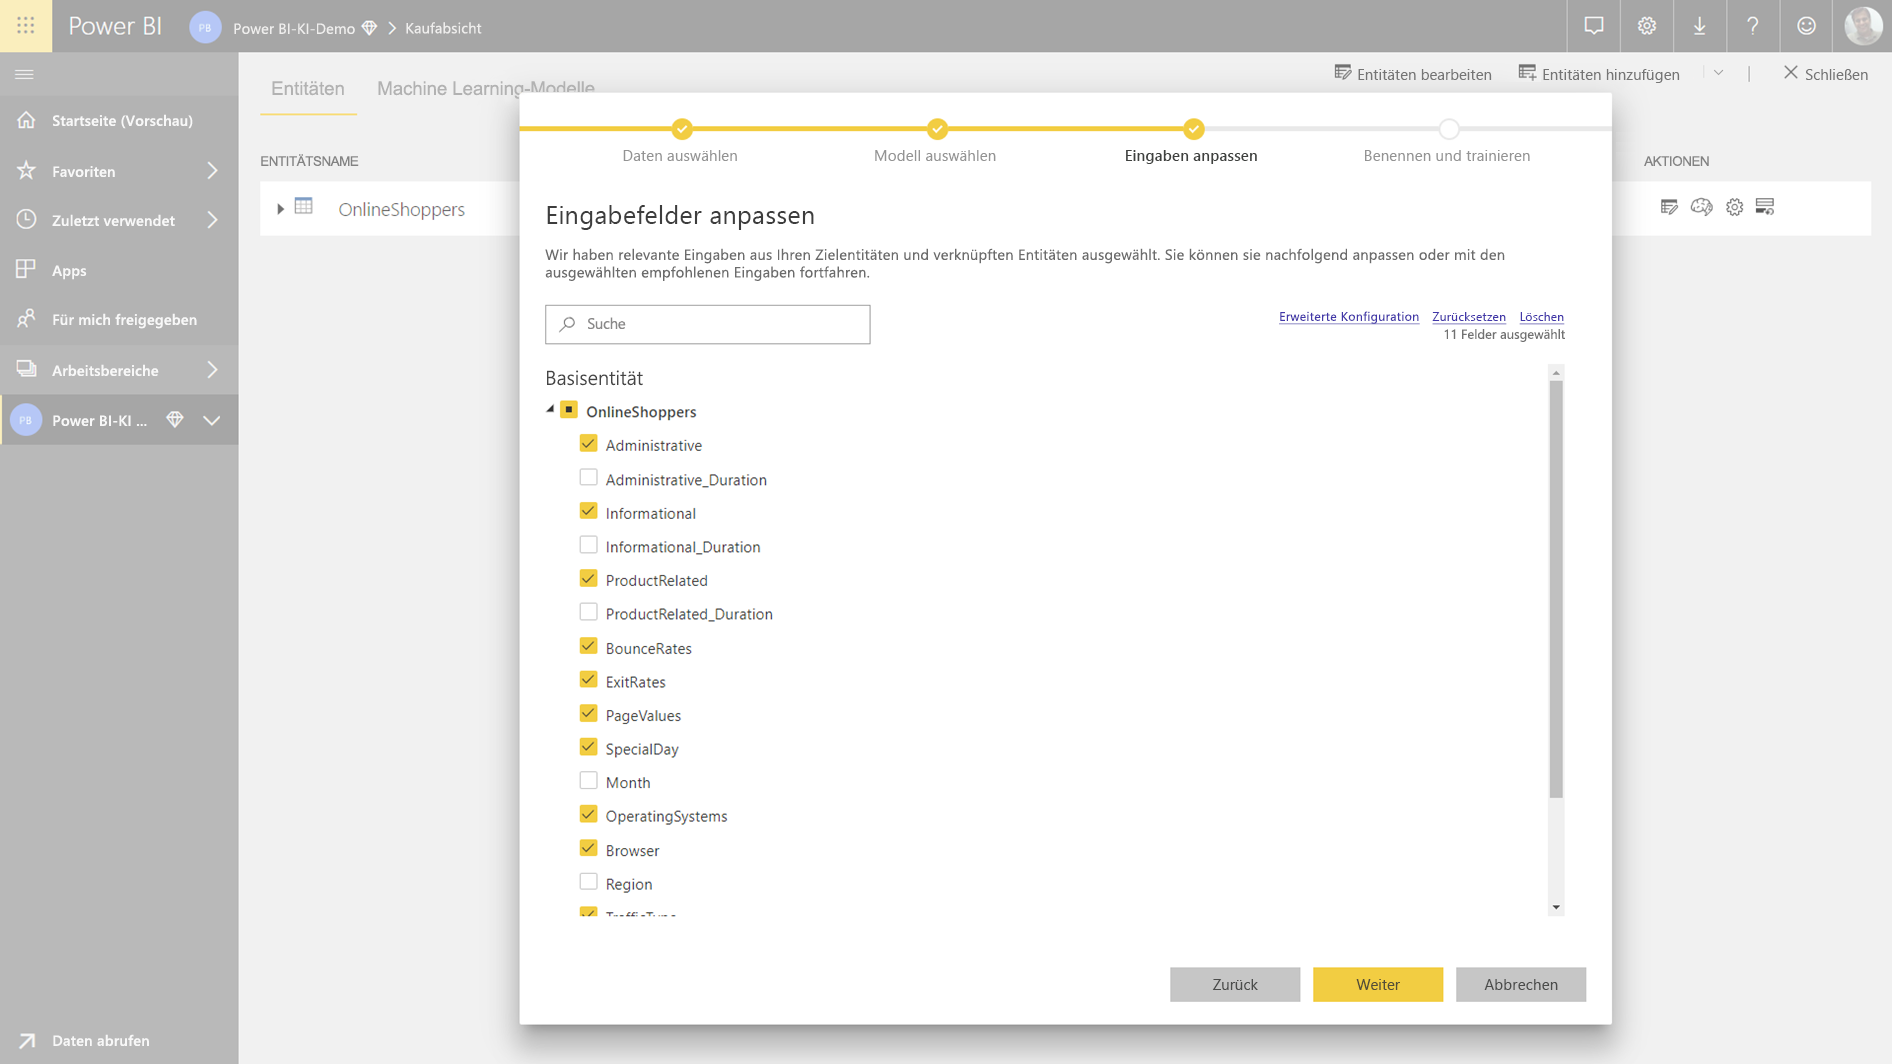 Power BI
PB
Power BI-KI-Demo
Kaufabsicht
Entitäten
Machine Learning-Modelle
Entitäten bearbeiten
Entitäten hinzufügen
Schließen
Startseite (Vorschau)
Favoriten
Zuletzt verwendet
Apps
Für mich freigegeben
Arbeitsbereiche
PB
Power BI-KI ...
Daten abrufen
ENTITÄTSNAME
OnlineShoppers
AKTIONEN
Daten auswählen
Modell auswählen
Eingaben anpassen
Benennen und trainieren
Eingabefelder anpassen
Wir haben relevante Eingaben aus Ihren Zielentitäten und verknüpften Entitäten ausgewählt. Sie können sie nachfolgend anpassen oder mit den
ausgewählten empfohlenen Eingaben fortfahren.
Suche
Erweiterte Konfiguration Zurücksetzen Löschen
11 Felder ausgewählt
Basisentität
OnlineShoppers
Administrative
Administrative_Duration
Informational
Informational_Duration
ProductRelated
ProductRelated_Duration
BounceRates
ExitRates
PageValues
SpecialDay
Month
OperatingSystems
Browser
Region
TrafficType
Zurück
Weiter
Abbrechen